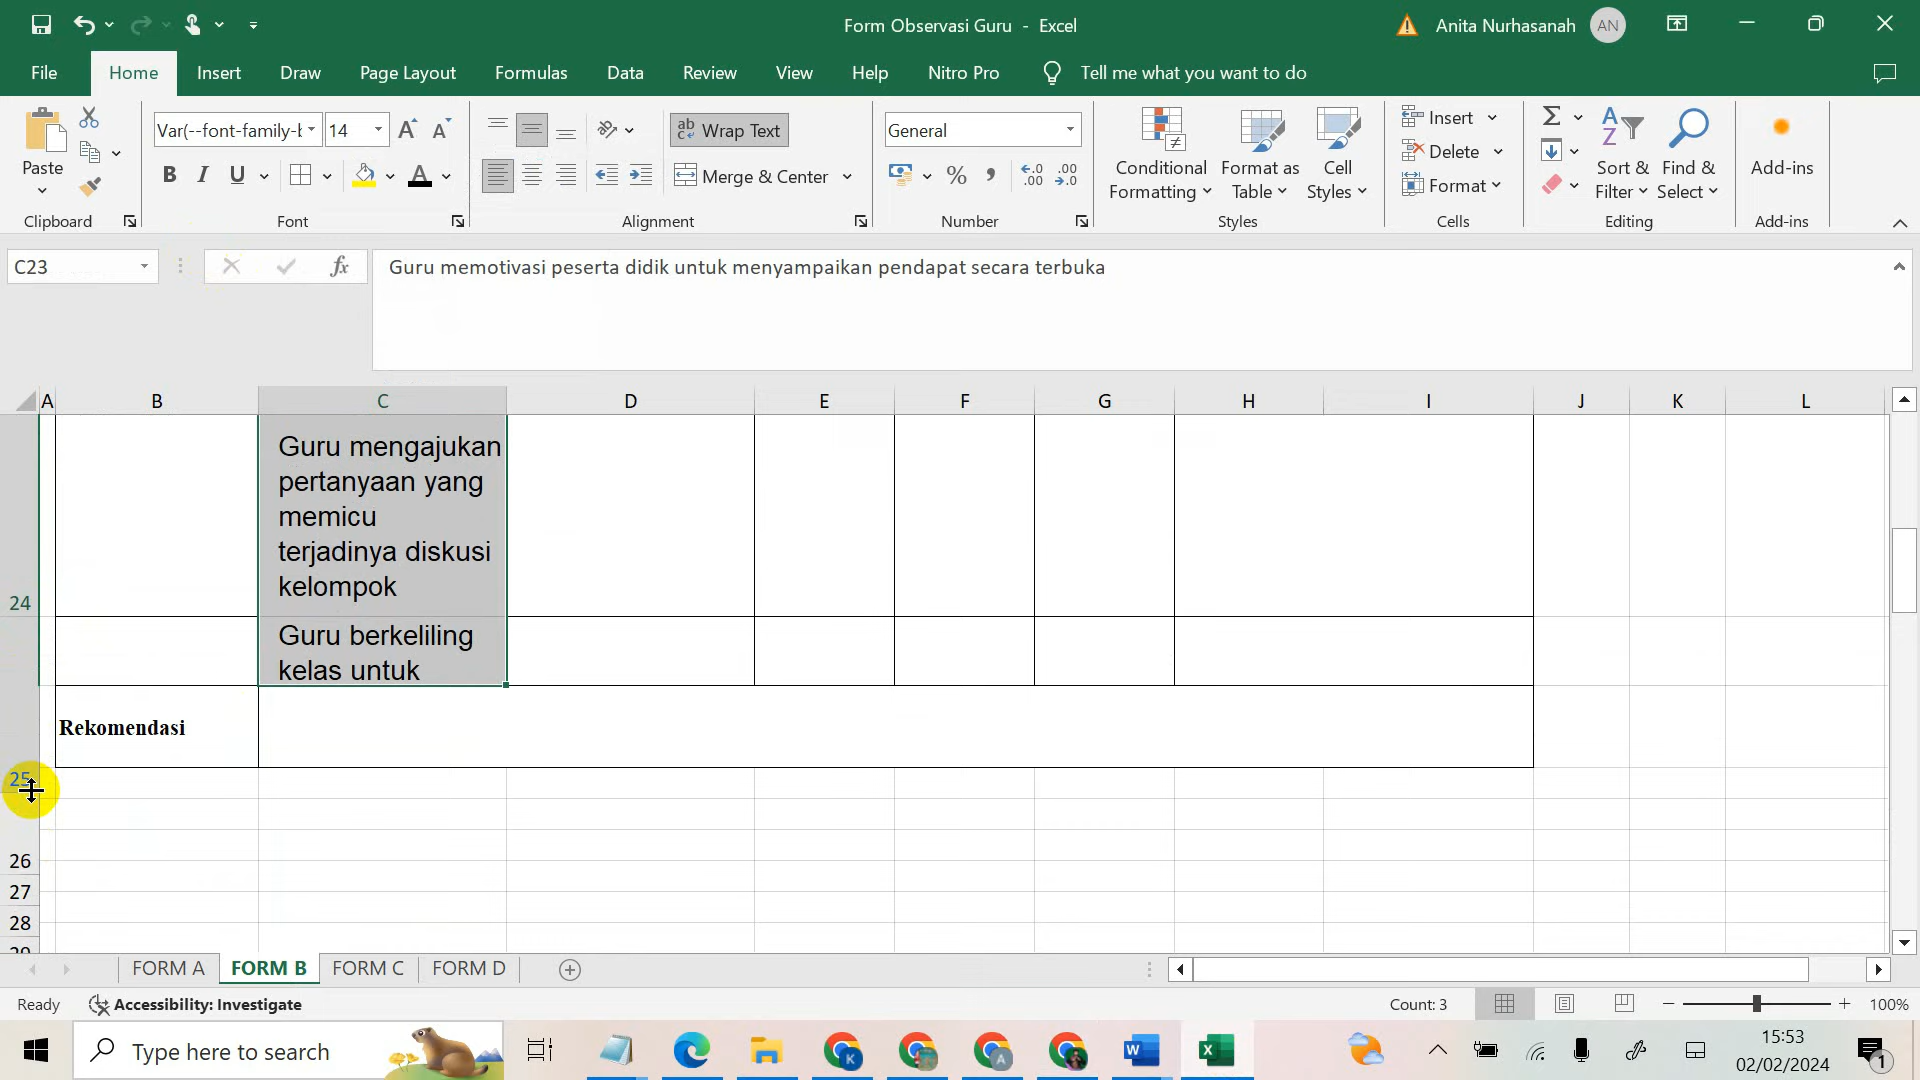 Form Observasi Guru - Excel
Anita Nurhasanah AN
File Home Insert Draw Page Layout Formulas Data Review View Help Nitro Pro Tell me what you want to do
Var(--font-family-b 14
Wrap Text
General
Insert
Delete
Format
Paste
B I U
Merge & Center
% ,
Conditional Formatting
Format as Table
Cell Styles
Sort & Filter
Find & Select
Add-ins
Clipboard Font Alignment Number Styles Cells Editing Add-ins
C23
fx
Guru memotivasi peserta didik untuk menyampaikan pendapat secara terbuka
A B C D E F G H I J K L
Guru mengajukan
pertanyaan yang
memicu
terjadinya diskusi
kelompok
24
Guru berkeliling
kelas untuk
Rekomendasi
25
26
27
28
29
FORM A FORM B FORM C FORM D
Ready Accessibility: Investigate Count: 3 100%
Type here to search
15:53
02/02/2024
1